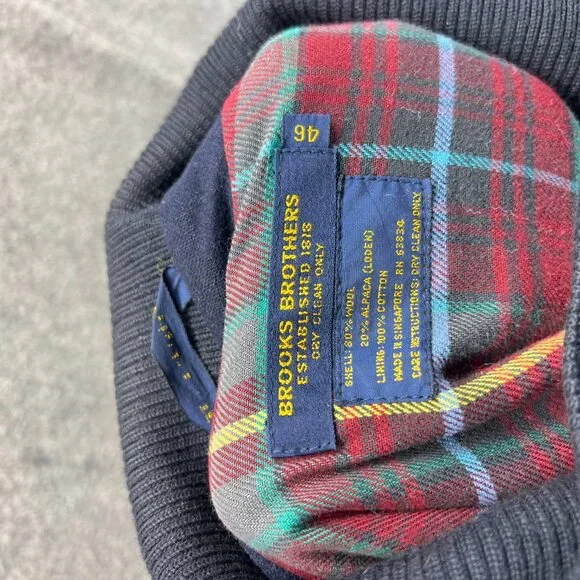 46
BROOKS BROTHERS
ESTABLISHED 1818
DRY CLEAN ONLY
SHELL: 80% WOOL
20% ALPACA (LODEN)
LINING: 100% COTTON
MADE IN SINGAPORE RN 63834
CARE INSTRUCTIONS: DRY CLEAN ONLY